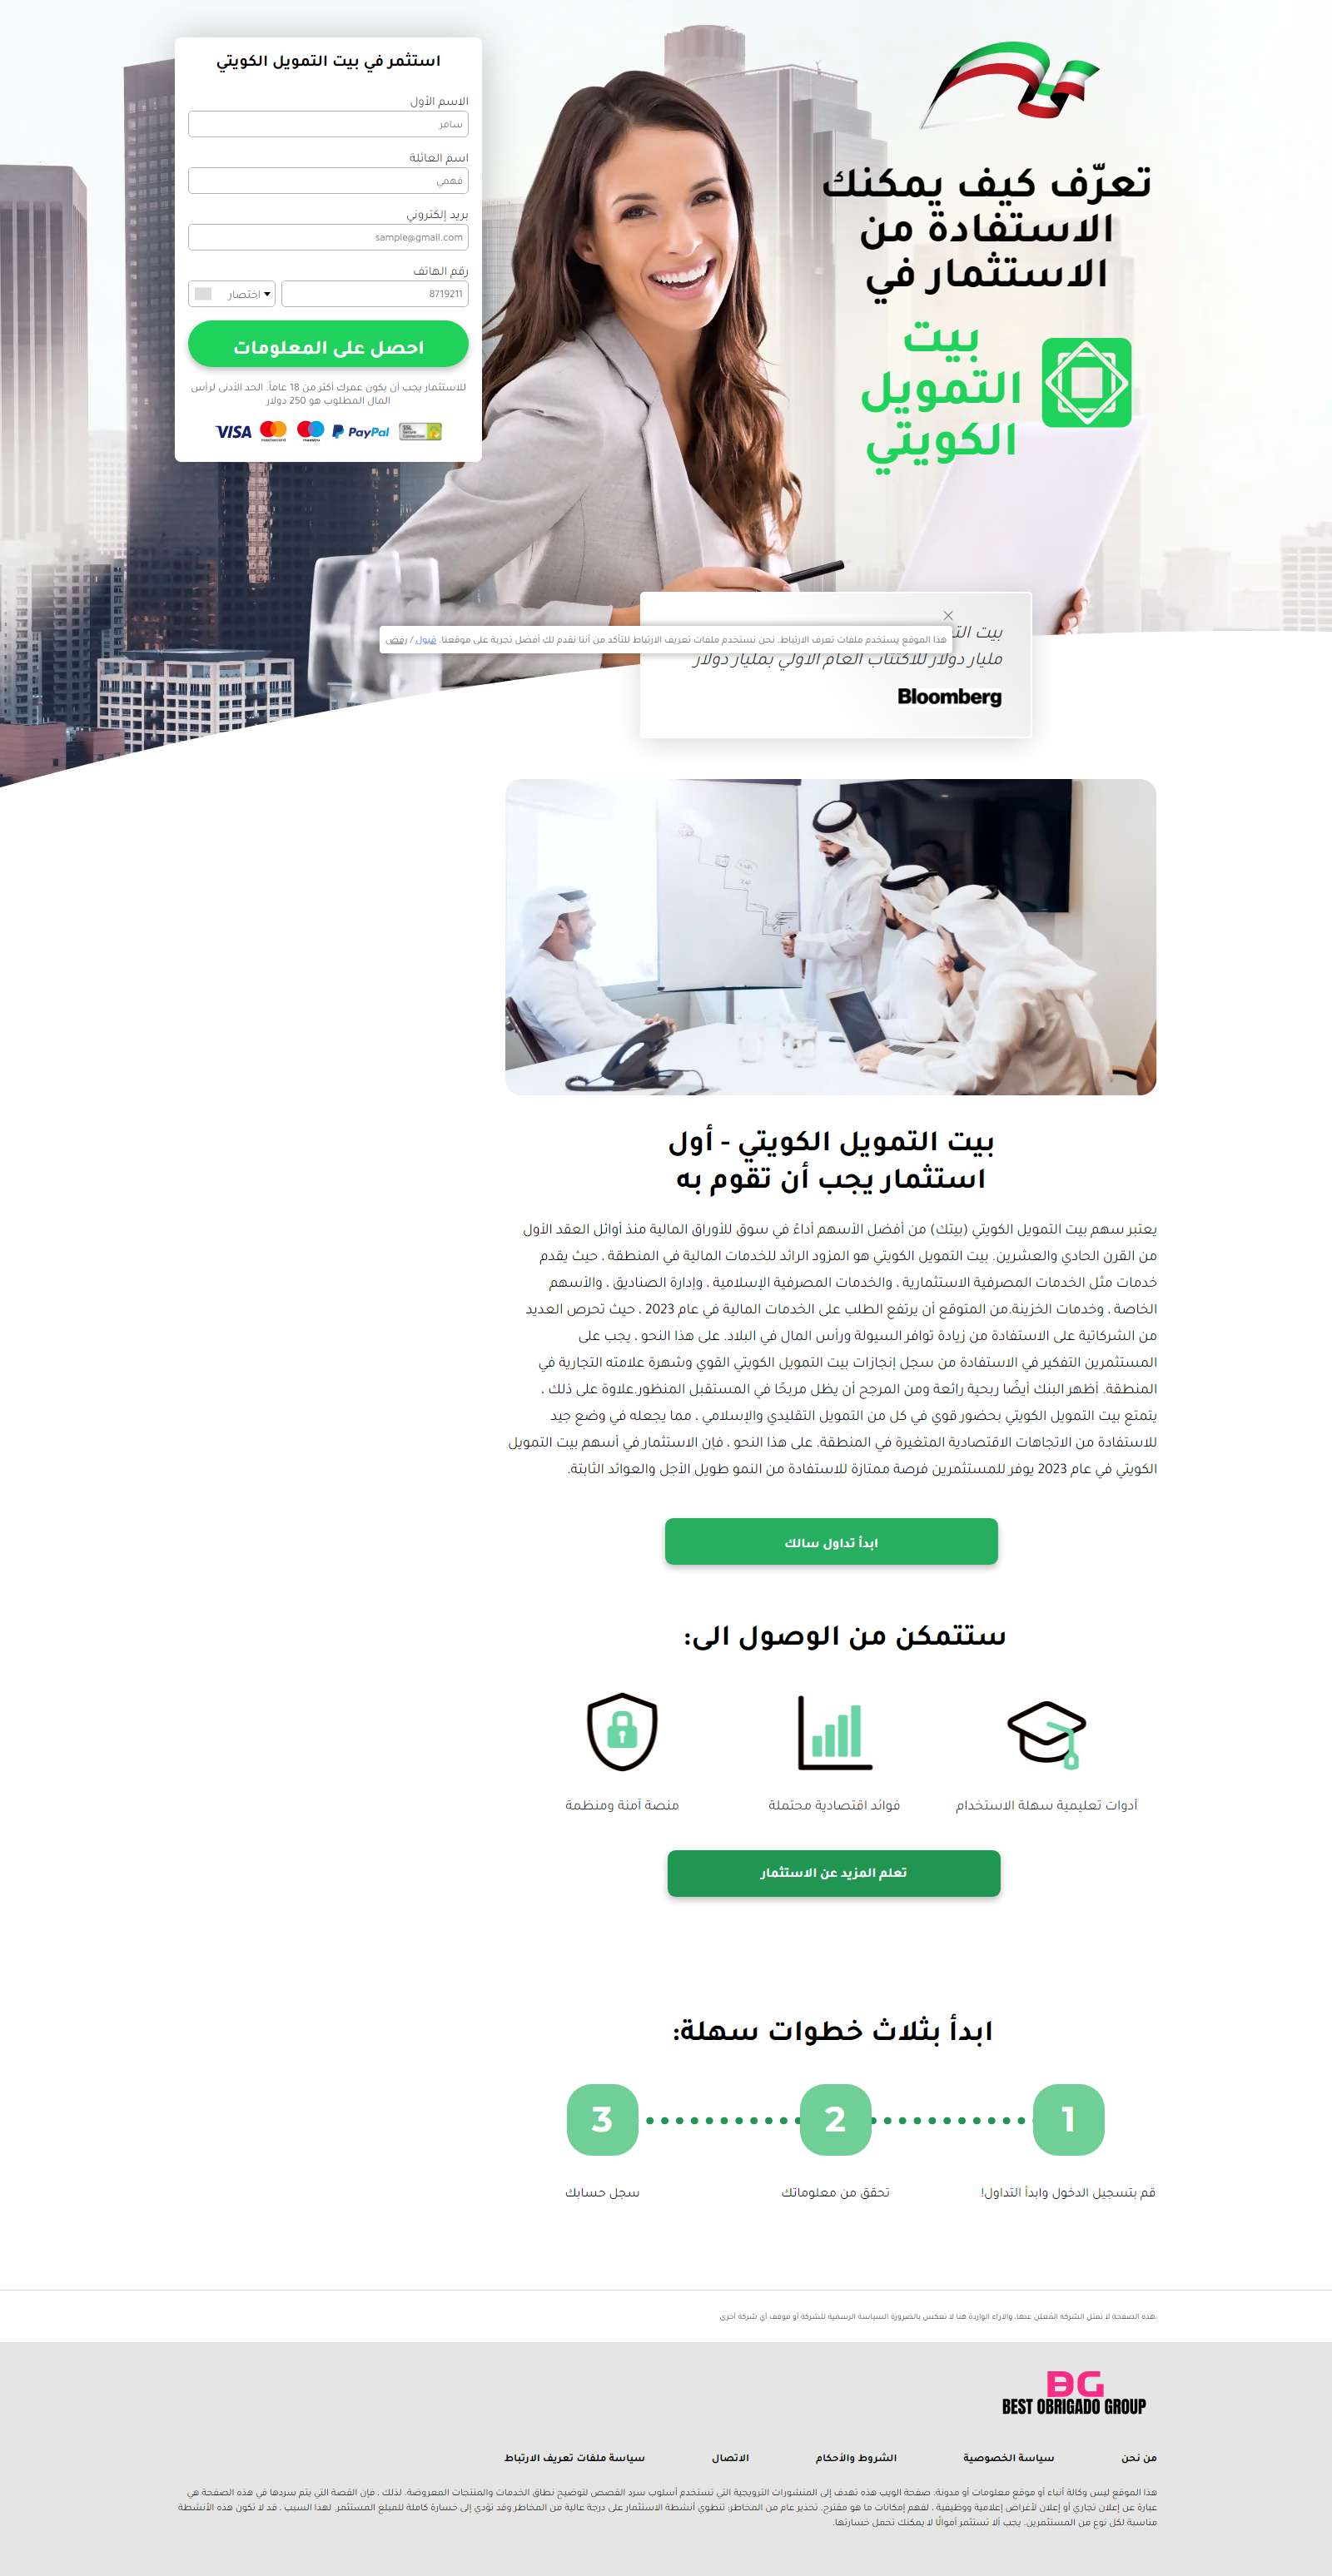 تعرّف كيف يمكنك
الاستفادة من
الاستثمار في
بيت
التمويل
الكويتي
استثمر في بيت التمويل الكويتي
الاسم الأول
سامر
اسم العائلة
فهمي
بريد إلكتروني
sample@gmail.com
رقم الهاتف
8719211
اختصار
احصل على المعلومات
للاستثمار يجب أن يكون عمرك أكثر من 18 عاماً. الحد الأدنى لرأس
المال المطلوب هو 250 دولار
VISA
PayPal
بيت
هذا الموقع يستخدم ملفات تعرف الارتباط. نحن نستخدم ملفات تعريف الارتباط للتأكد من أننا نقدم لك أفضل تجربة على موقعنا. قبول / رفض
مليار دولار للاكتتاب العام الأولي بمليار دولار
Bloomberg
بيت التمويل الكويتي - أول
استثمار يجب أن تقوم به
يعتبر سهم بيت التمويل الكويتي (بيتك) من أفضل الأسهم أداءً في سوق للأوراق المالية منذ أوائل العقد الأول
من القرن الحادي والعشرين. بيت التمويل الكويتي هو المزود الرائد للخدمات المالية في المنطقة ، حيث يقدم
خدمات مثل الخدمات المصرفية الاستثمارية ، والخدمات المصرفية الإسلامية ، وإدارة الصناديق ، والأسهم
الخاصة ، وخدمات الخزينة.من المتوقع أن يرتفع الطلب على الخدمات المالية في عام 2023 ، حيث تحرص العديد
من الشركاتية على الاستفادة من زيادة توافر السيولة ورأس المال في البلاد. على هذا النحو ، يجب على
المستثمرين التفكير في الاستفادة من سجل إنجازات بيت التمويل الكويتي القوي وشهرة علامته التجارية في
المنطقة. أظهر البنك أيضًا ربحية رائعة ومن المرجح أن يظل مربحًا في المستقبل المنظور.علاوة على ذلك ،
يتمتع بيت التمويل الكويتي بحضور قوي في كل من التمويل التقليدي والإسلامي ، مما يجعله في وضع جيد
للاستفادة من الاتجاهات الاقتصادية المتغيرة في المنطقة. على هذا النحو ، فإن الاستثمار في أسهم بيت التمويل
الكويتي في عام 2023 يوفر للمستثمرين فرصة ممتازة للاستفادة من النمو طويل الأجل والعوائد الثابتة.
ابدأ تداول سالك
ستتمكن من الوصول الى:
أدوات تعليمية سهلة الاستخدام
فوائد اقتصادية محتملة
منصة آمنة ومنظمة
تعلم المزيد عن الاستثمار
ابدأ بثلاث خطوات سهلة:
1
2
3
قم بتسجيل الدخول وابدأ التداول!
تحقق من معلوماتك
سجل حسابك
هذه الصفحة لا تمثل الشركة المُعلن عنها، والآراء الواردة هنا لا تعكس بالضرورة السياسة الرسمية للشركة أو موقف أي شركة أخرى.
BG
BEST OBRIGADO GROUP
من نحن
سياسة الخصوصية
الشروط والأحكام
الاتصال
سياسة ملفات تعريف الارتباط
هذا الموقع ليس وكالة أنباء أو موقع معلومات أو مدونة. صفحة الويب هذه تهدف إلى المنشورات الترويجية التي تستخدم أسلوب سرد القصص لتوضيح نطاق الخدمات والمنتجات المعروضة. لذلك ، فإن القصة التي يتم سردها في هذه الصفحة هي
عبارة عن إعلان تجاري أو إعلان لأغراض إعلامية ووظيفية ، لفهم إمكانات ما هو مقترح. تحذير عام من المخاطر: تنطوي أنشطة الاستثمار على درجة عالية من المخاطر وقد تؤدي إلى خسارة كاملة للمبلغ المستثمر. لهذا السبب ، قد لا تكون هذه الأنشطة
مناسبة لكل نوع من المستثمرين. يجب ألا تستثمر أموالًا لا يمكنك تحمل خسارتها.